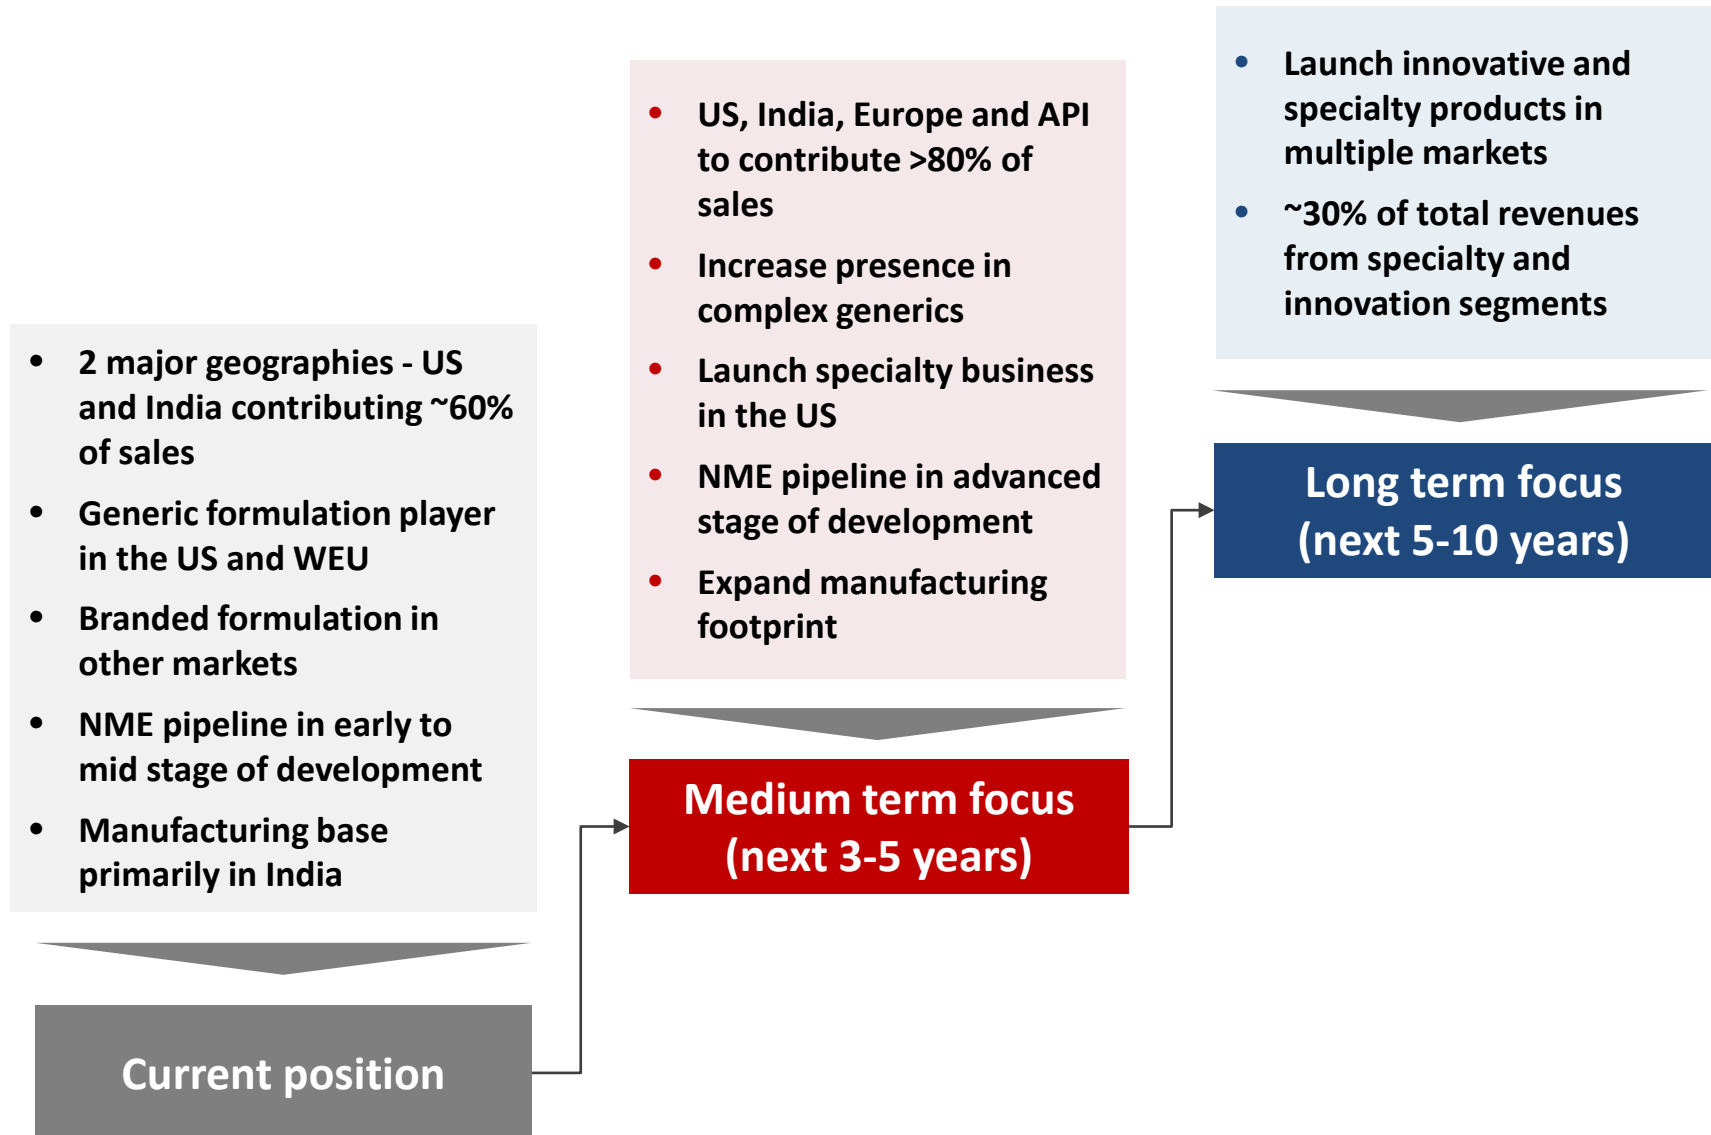 • 2 major geographies - US
and India contributing ~60%
of sales
• Generic formulation player
in the US and WEU
• Branded formulation in
other markets
• NME pipeline in early to
mid stage of development
• Manufacturing base
primarily in India
Current position
• US, India, Europe and API
to contribute >80% of
sales
• Increase presence in
complex generics
• Launch specialty business
in the US
• NME pipeline in advanced
stage of development
• Expand manufacturing
footprint
Medium term focus
(next 3-5 years)
• Launch innovative and
specialty products in
multiple markets
• ~30% of total revenues
from specialty and
innovation segments
Long term focus
(next 5-10 years)